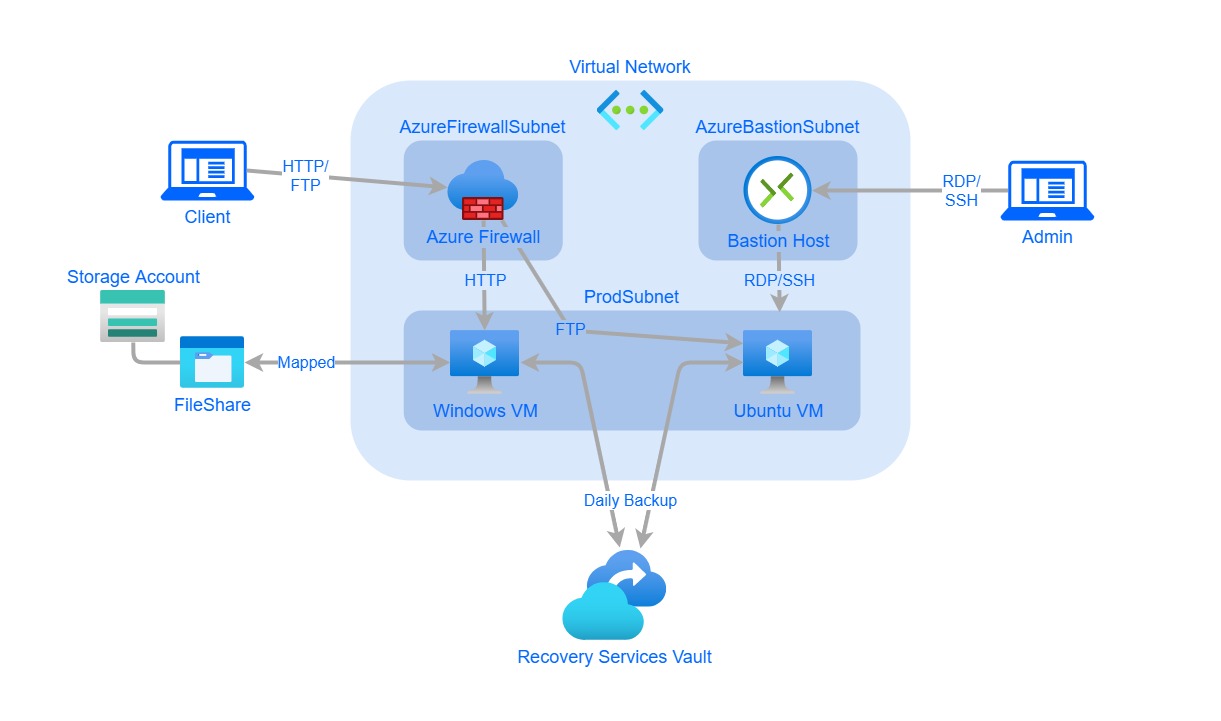 Virtual Network
AzureFirewallSubnet
AzureBastionSubnet
HTTP/
FTP
RDP/
SSH
Client
Azure Firewall
Bastion Host
Admin
Storage Account
HTTP
RDP/SSH
ProdSubnet
FTP
Mapped
FileShare
Windows VM
Ubuntu VM
Daily Backup
Recovery Services Vault